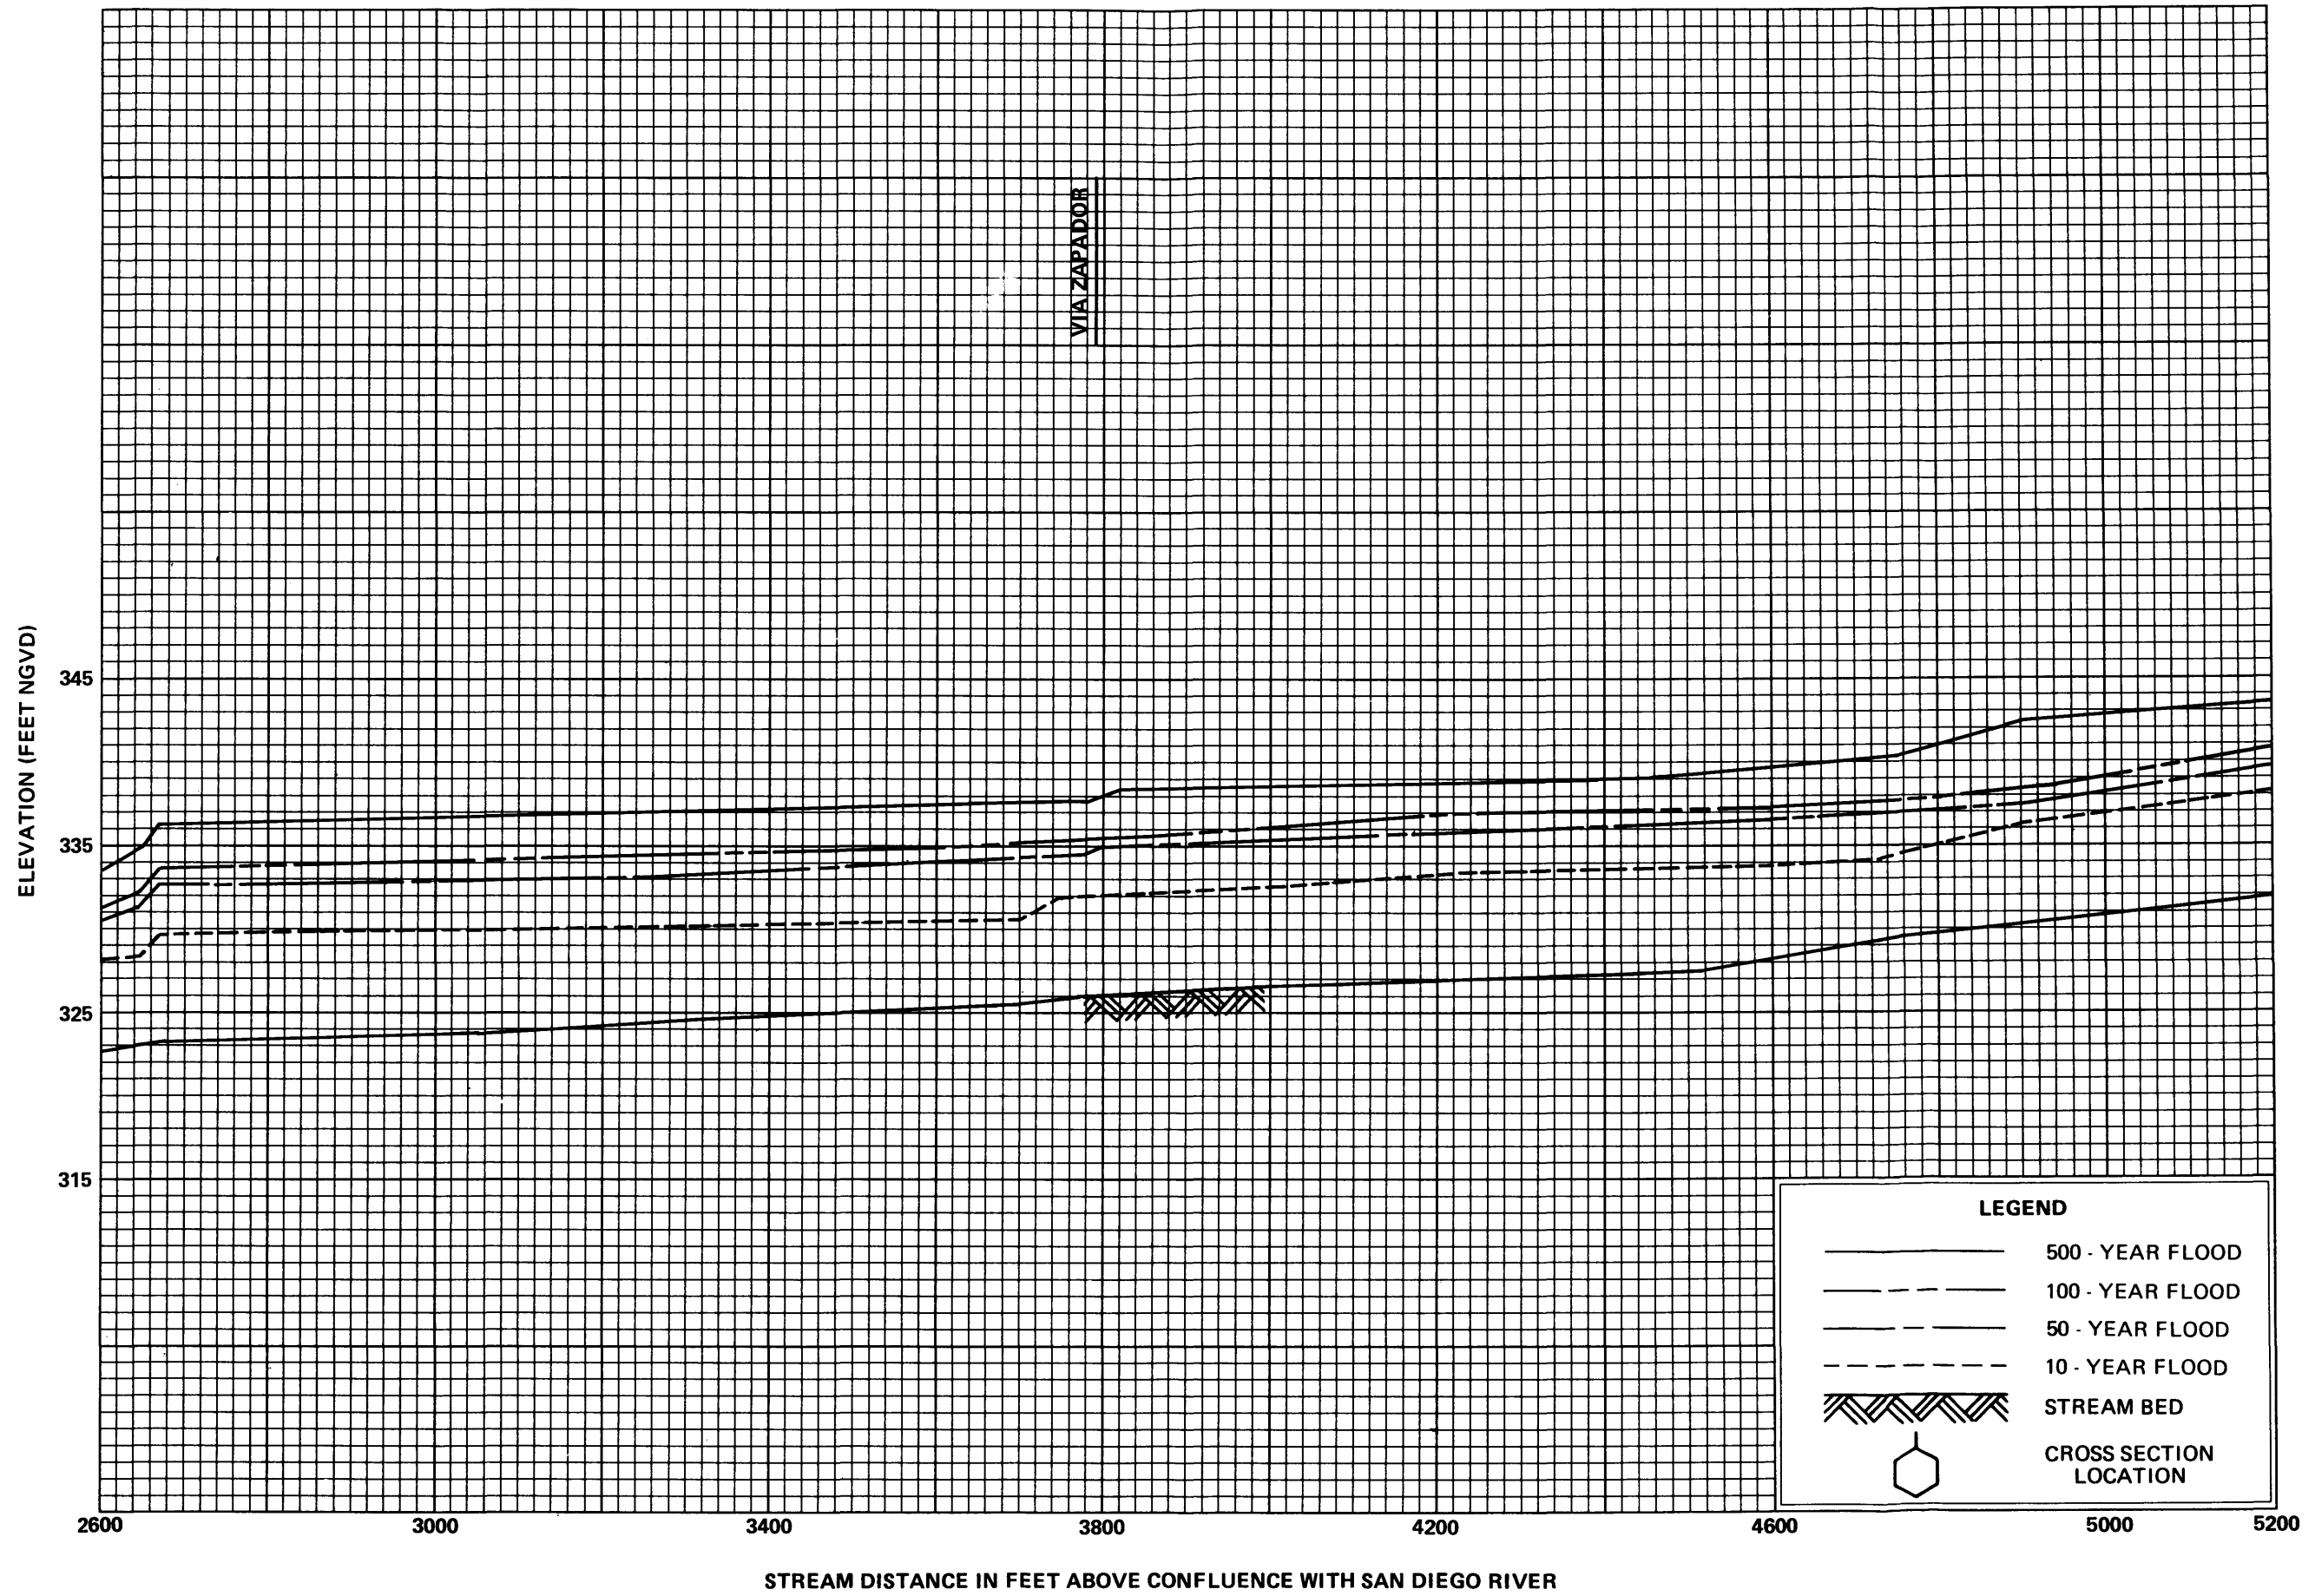 VIA ZAPADOR
ELEVATION (FEET NGVD)
345
335
325
315
LEGEND
500 - YEAR FLOOD
100 - YEAR FLOOD
50 - YEAR FLOOD
10 - YEAR FLOOD
STREAM BED
CROSS SECTION
LOCATION
2600 3000 3400 3800 4200 4600 5000 5200
STREAM DISTANCE IN FEET ABOVE CONFLUENCE WITH SAN DIEGO RIVER